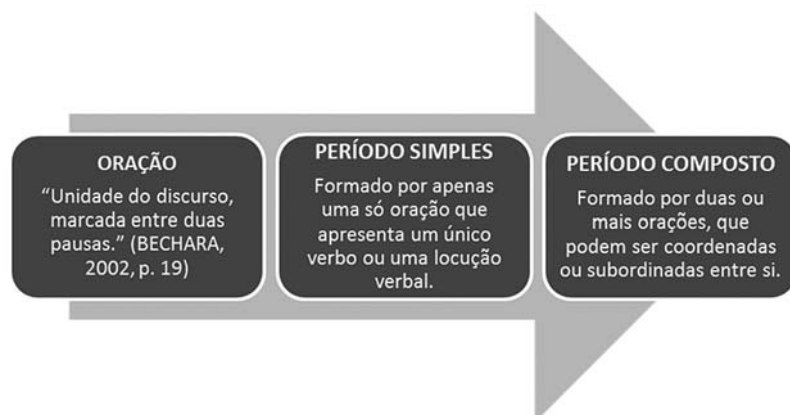 ORAÇÃO
“Unidade do discurso,
marcada entre duas
pausas.” (BECHARA,
2002, p. 19)
PERÍODO SIMPLES
Formado por apenas
uma só oração que
apresenta um único
verbo ou uma locução
verbal.
PERÍODO COMPOSTO
Formado por duas ou
mais orações, que
podem ser coordenadas
ou subordinadas entre si.